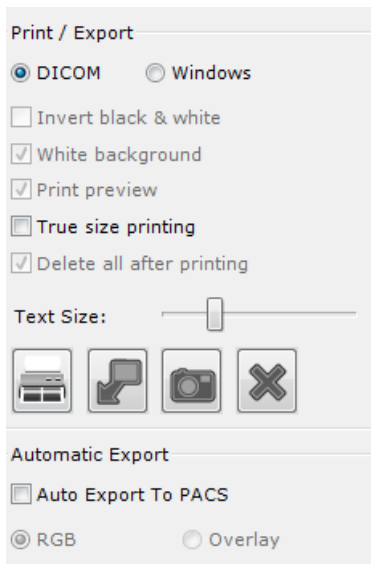 Print / Export
DICOM Windows
Invert black & white
White background
Print preview
True size printing
Delete all after printing
Text Size:
Automatic Export
Auto Export To PACS
RGB Overlay